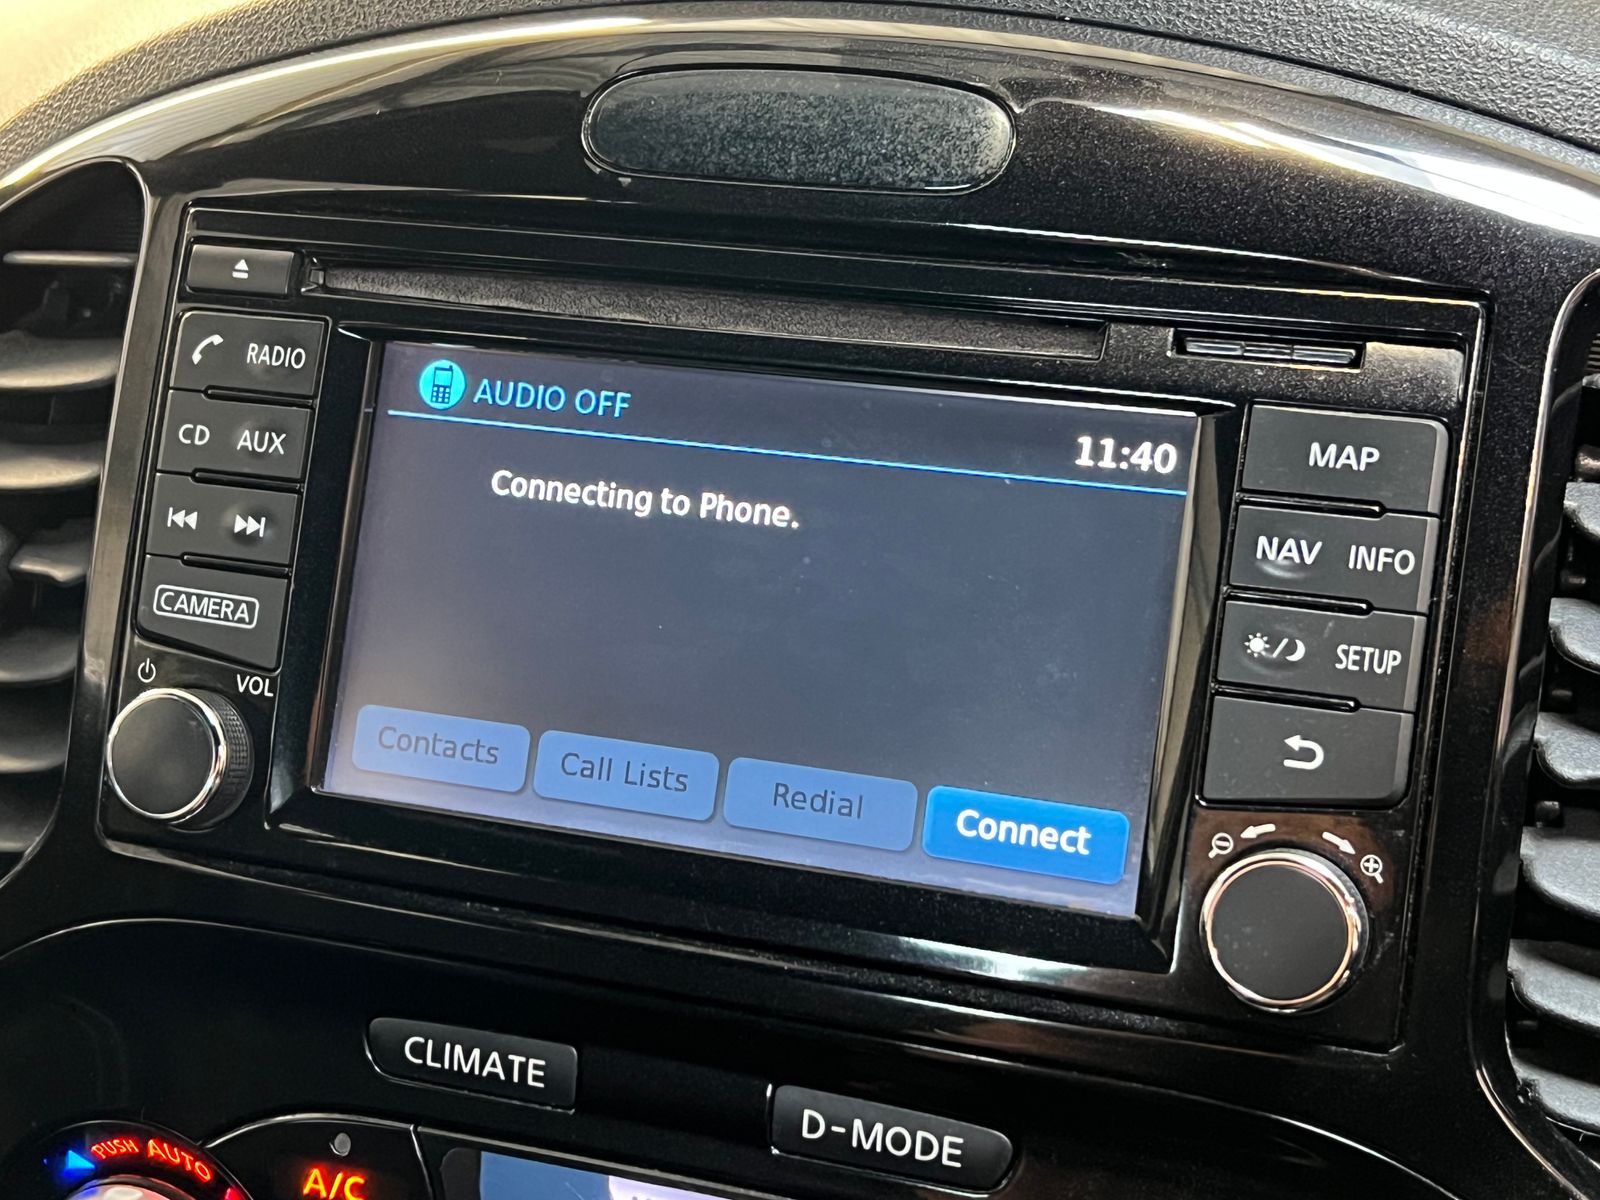 RADIO
CD AUX
CAMERA
VOL
AUDIO OFF
11:40
Connecting to Phone.
Contacts
Call Lists
Redial
Connect
MAP
NAV INFO
SETUP
CLIMATE
D-MODE
PUSH AUTO
A/C